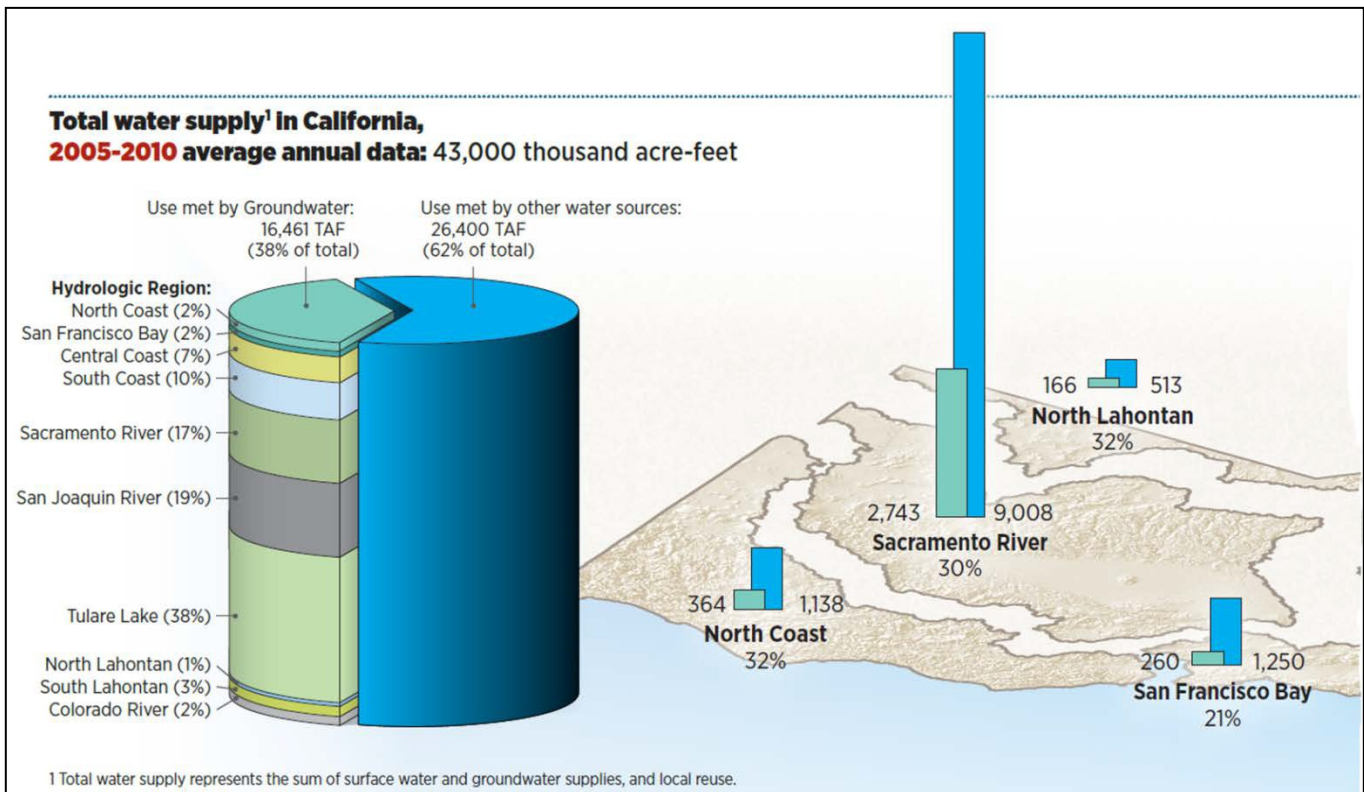 Total water supply¹ in California,
2005-2010 average annual data: 43,000 thousand acre-feet
Use met by Groundwater:
16,461 TAF
(38% of total)
Use met by other water sources:
26,400 TAF
(62% of total)
Hydrologic Region:
North Coast (2%)
San Francisco Bay (2%)
Central Coast (7%)
South Coast (10%)
Sacramento River (17%)
San Joaquin River (19%)
Tulare Lake (38%)
North Lahontan (1%)
South Lahontan (3%)
Colorado River (2%)
166 513
North Lahontan
32%
2,743 9,008
Sacramento River
30%
364 1,138
North Coast
32%
260 1,250
San Francisco Bay
21%
1 Total water supply represents the sum of surface water and groundwater supplies, and local reuse.